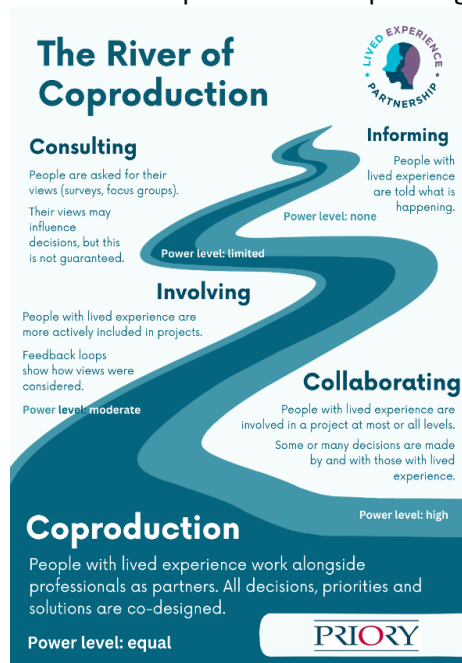 The River of
Coproduction
LIVED EXPERIENCE
PARTNERSHIP
Informing
People with
lived experience
are told what is
happening.
Power level: none
Consulting
People are asked for their
views (surveys, focus groups).
Their views may
influence
decisions, but this
is not guaranteed.
Power level: limited
Involving
People with lived experience are
more actively included in projects.
Feedback loops
show how views were
considered.
Power level: moderate
Collaborating
People with lived experience are
involved in a project at most or all levels.
Some or many decisions are made
by and with those with lived
experience.
Power level: high
Coproduction
People with lived experience work alongside
professionals as partners. All decisions, priorities and
solutions are co-designed.
Power level: equal
PRIORY